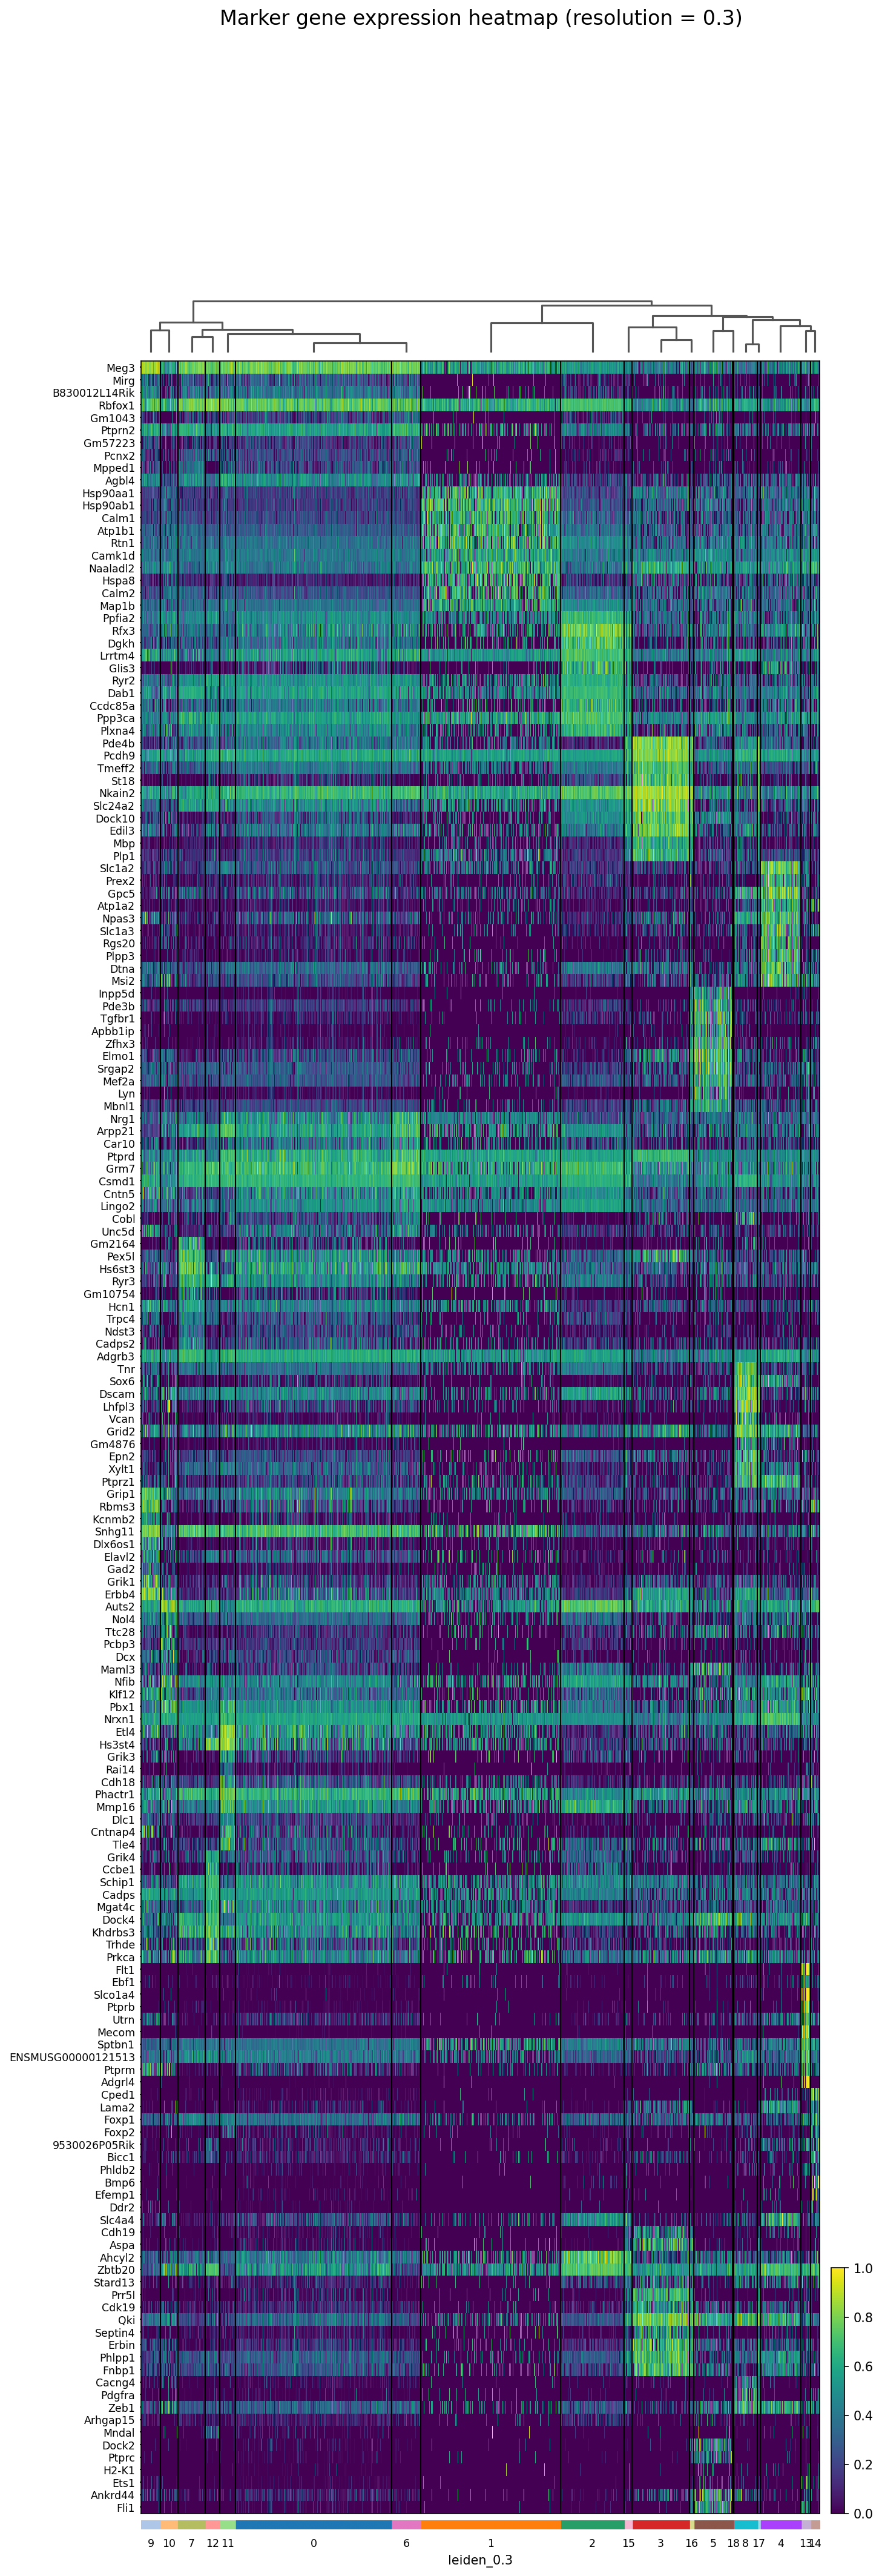 Marker gene expression heatmap (resolution = 0.3)
Meg3
Mirg
B830012L14Rik
Rbfox1
Gm1043
Ptprn2
Gm57223
Pcnx2
Mpped1
Agbl4
Hsp90aa1
Hsp90ab1
Calm1
Atp1b1
Rtn1
Camk1d
Naaladl2
Hspa8
Calm2
Map1b
Ppfia2
Rfx3
Dgkh
Lrrtm4
Glis3
Ryr2
Dab1
Ccdc85a
Ppp3ca
Plxna4
Pde4b
Pcdh9
Tmeff2
St18
Nkain2
Slc24a2
Dock10
Edil3
Mbp
Plp1
Slc1a2
Prex2
Gpc5
Atp1a2
Npas3
Slc1a3
Rgs20
Plpp3
Dtna
Msi2
Inpp5d
Pde3b
Tgfbr1
Apbb1ip
Zfhx3
Elmo1
Srgap2
Mef2a
Lyn
Mbnl1
Nrg1
Arpp21
Car10
Ptprd
Grm7
Csmd1
Cntn5
Lingo2
Cobl
Unc5d
Gm2164
Pex5l
Hs6st3
Ryr3
Gm10754
Hcn1
Trpc4
Ndst3
Cadps2
Adgrb3
Tnr
Sox6
Dscam
Lhfpl3
Vcan
Grid2
Gm4876
Epn2
Xylt1
Ptprz1
Grip1
Rbms3
Kcnmb2
Snhg11
Dlx6os1
Elavl2
Gad2
Grik1
Erbb4
Auts2
Nol4
Ttc28
Pcbp3
Dcx
Maml3
Nfib
Klf12
Pbx1
Nrxn1
Etl4
Hs3st4
Grik3
Rai14
Cdh18
Phactr1
Mmp16
Dlc1
Cntnap4
Tle4
Grik4
Ccbe1
Schip1
Cadps
Mgat4c
Dock4
Khdrbs3
Trhde
Prkca
Flt1
Ebf1
Slco1a4
Ptprb
Utrn
Mecom
Sptbn1
ENSMUSG00000121513
Ptprm
Adgrl4
Cped1
Lama2
Foxp1
Foxp2
9530026P05Rik
Bicc1
Phldb2
Bmp6
Efemp1
Ddr2
Slc4a4
Cdh19
Aspa
Ahcyl2
Zbtb20
Stard13
Prr5l
Cdk19
Qki
Septin4
Erbin
Phlpp1
Fnbp1
Cacng4
Pdgfra
Zeb1
Arhgap15
Mndal
Dock2
Ptprc
H2-K1
Ets1
Ankrd44
Fli1
1.0
0.8
0.6
0.4
0.2
0.0
9 10 7 12 11 0 6 1 2 15 3 16 5 18 8 17 4 13 14
leiden_0.3